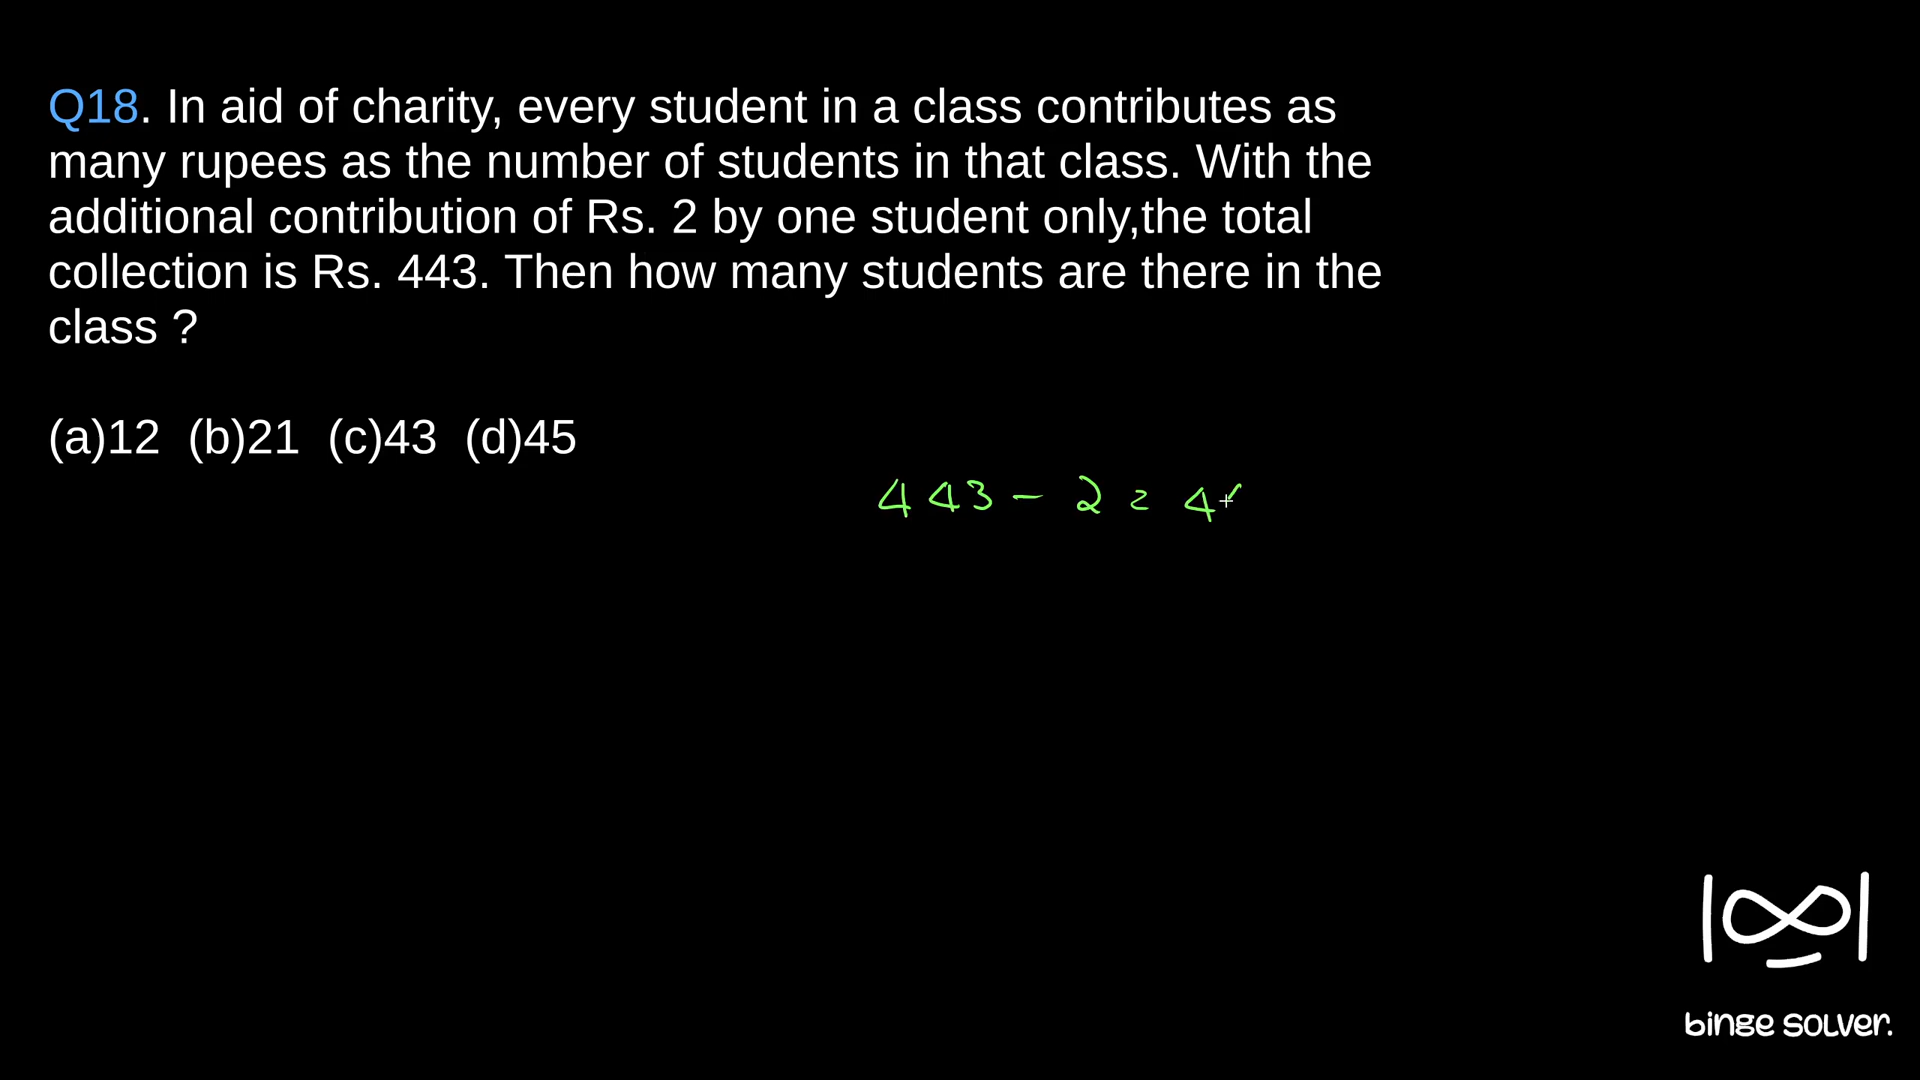 Q18. In aid of charity, every student in a class contributes as
many rupees as the number of students in that class. With the
additional contribution of Rs. 2 by one student only,the total
collection is Rs. 443. Then how many students are there in the
class ?
(a)12 (b)21 (c)43 (d)45
443 - 2 = 4
binge solver.